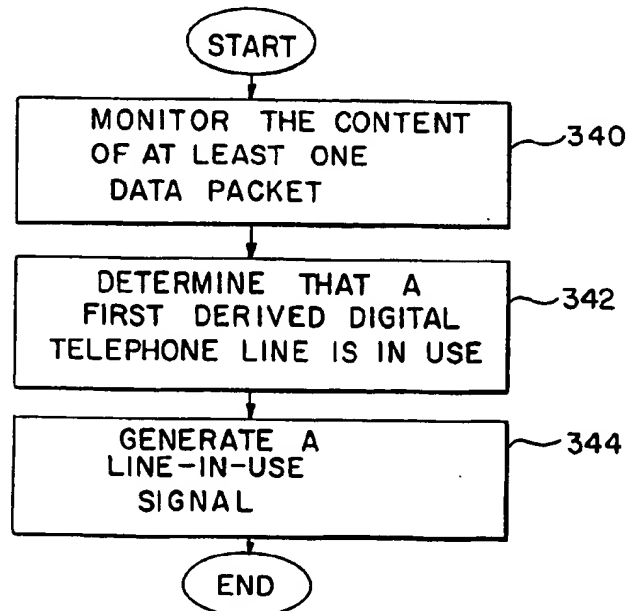 START
MONITOR THE CONTENT
OF AT LEAST ONE
DATA PACKET
340
DETERMINE THAT A
FIRST DERIVED DIGITAL
TELEPHONE LINE IS IN USE
342
GENERATE A
LINE-IN-USE
SIGNAL
344
END